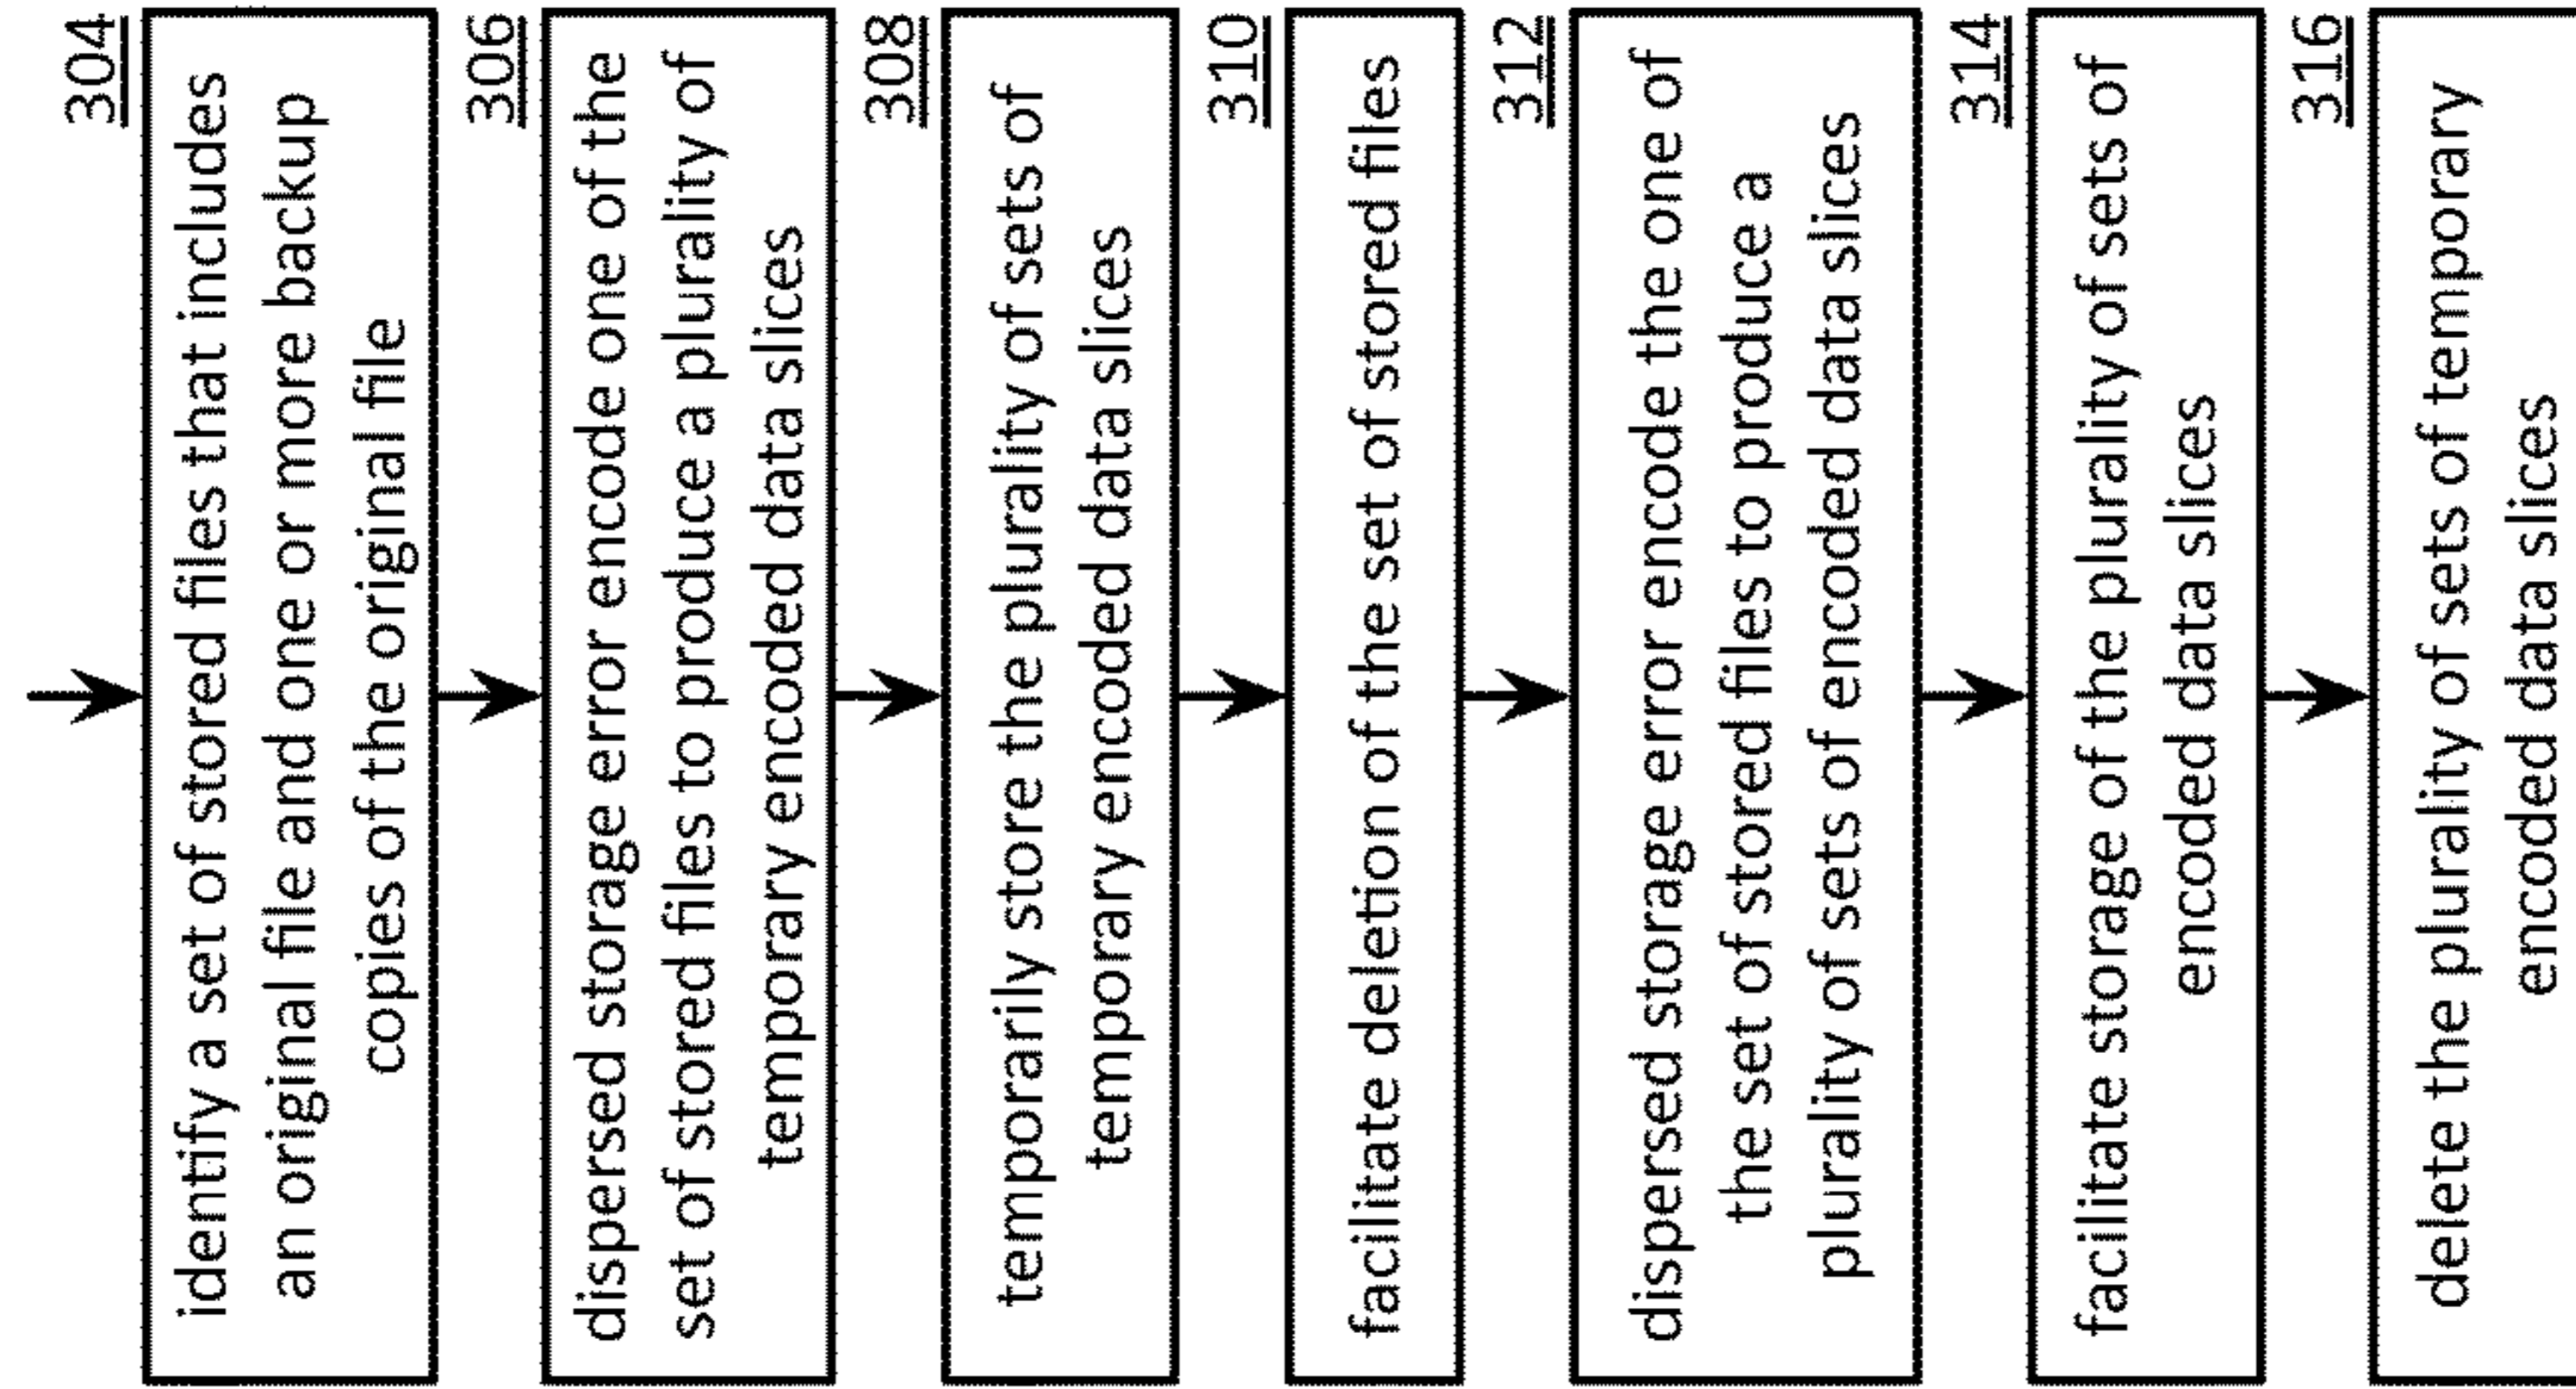 304
identify a set of stored files that includes
an original file and one or more backup
copies of the original file
306
dispersed storage error encode one of the
set of stored files to produce a plurality of
temporary encoded data slices
308
temporarily store the plurality of sets of
temporary encoded data slices
310
facilitate deletion of the set of stored files
312
dispersed storage error encode the one of
the set of stored files to produce a
plurality of sets of encoded data slices
314
facilitate storage of the plurality of sets of
encoded data slices
316
delete the plurality of sets of temporary
encoded data slices